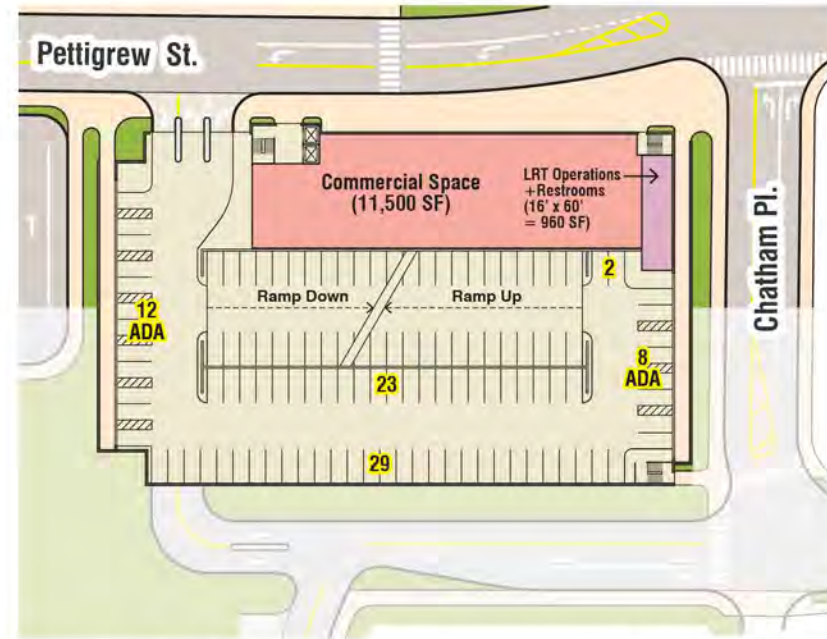 Pettigrew St.
Commercial Space
(11,500 SF)
LRT Operations
+Restrooms
(16' x 60'
= 960 SF)
2
Ramp Down
Ramp Up
12
ADA
Chatham Pl.
8
ADA
23
29